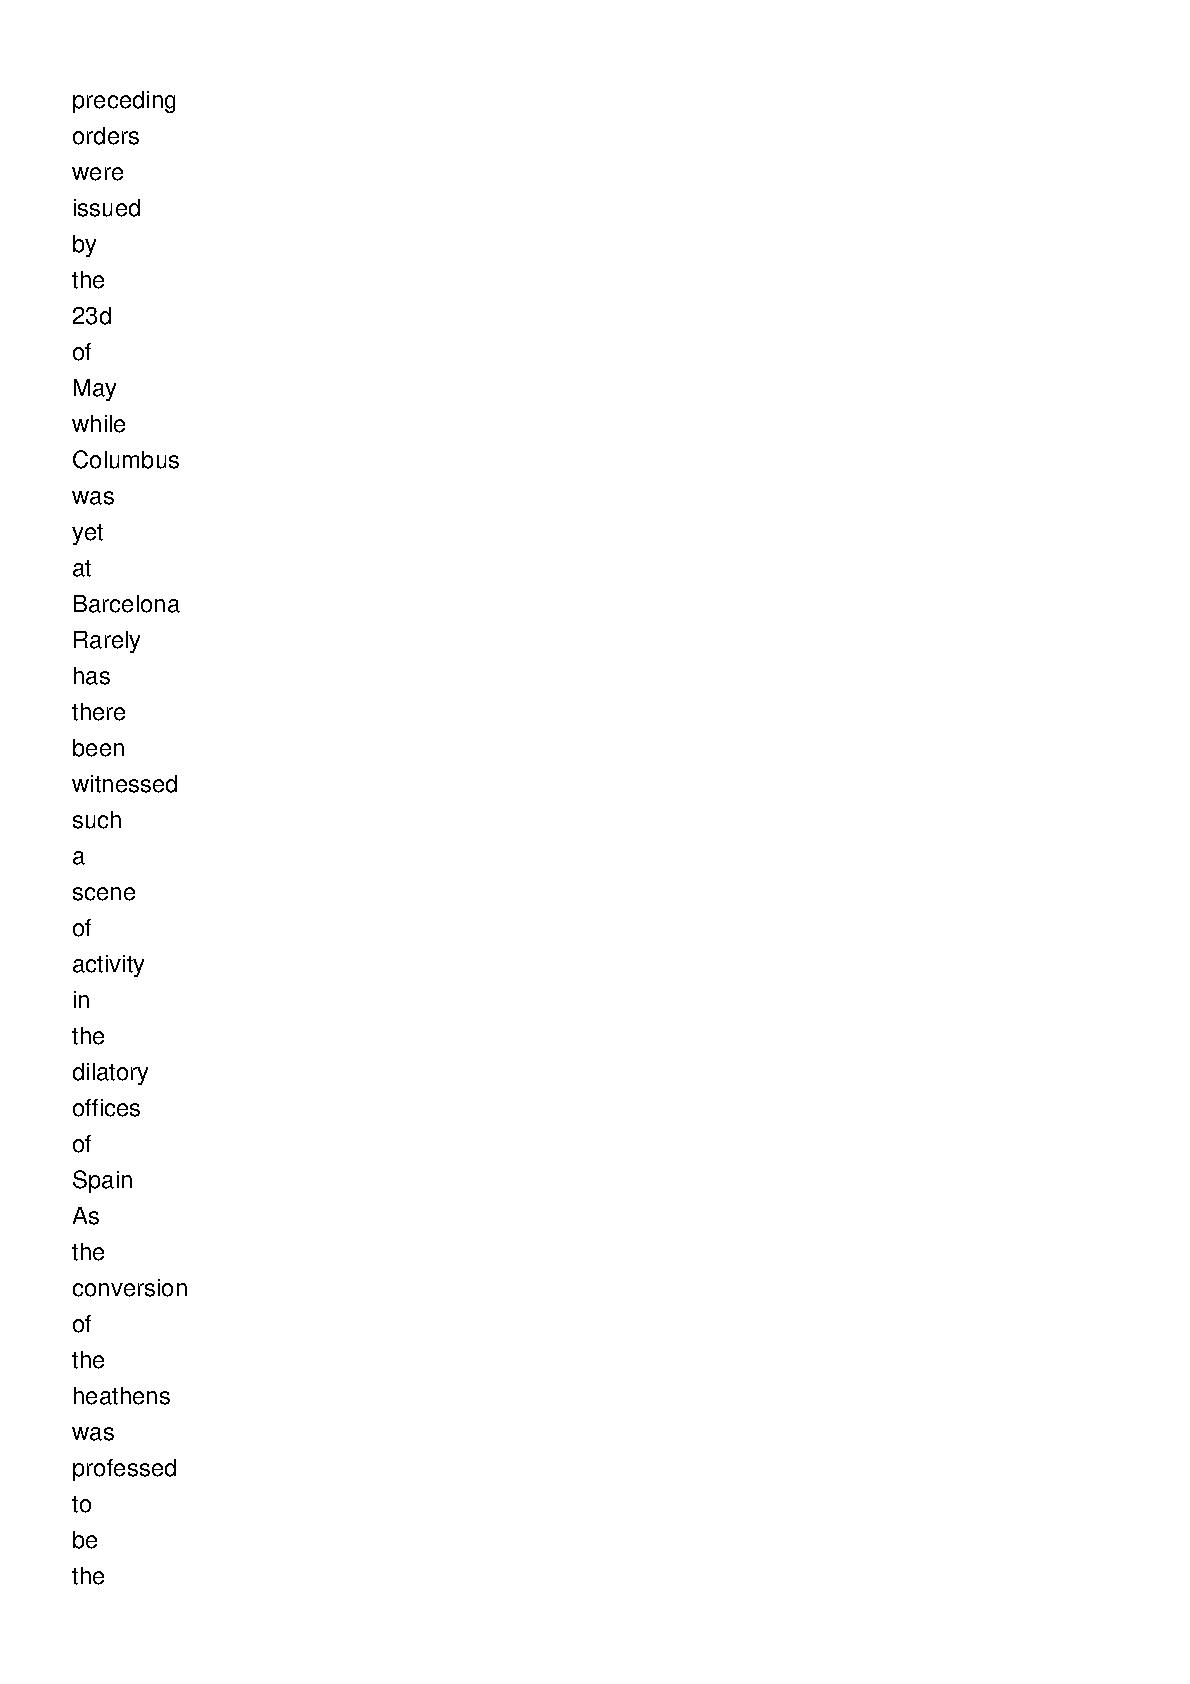 preceding
orders
were
issued
by
the
23d
of
May
while
Columbus
was
yet
at
Barcelona
Rarely
has
there
been
witnessed
such
a
scene
of
activity
in
the
dilatory
offices
of
Spain
As
the
conversion
of
the
heathens
was
professed
to
be
the